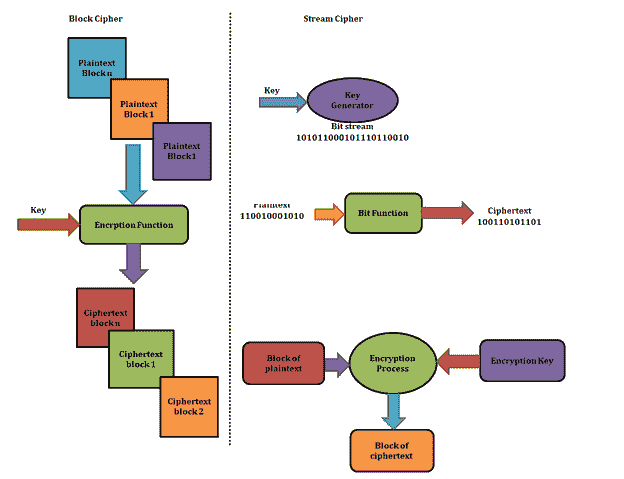 Block Cipher
Plaintext
Block n
Plaintext
Block 1
Plaintext
Block1
Key
Encrption Function
Ciphertext
block n
Ciphertext
block 1
Ciphertext
block 2
Stream Cipher
Key
Key
Generator
Bit stream
101011000101110110010
Plaintext
110010001010
Bit Function
Ciphertext
100110101101
Block of
plaintext
Encryption
Process
Encryption Key
Block of
ciphertext